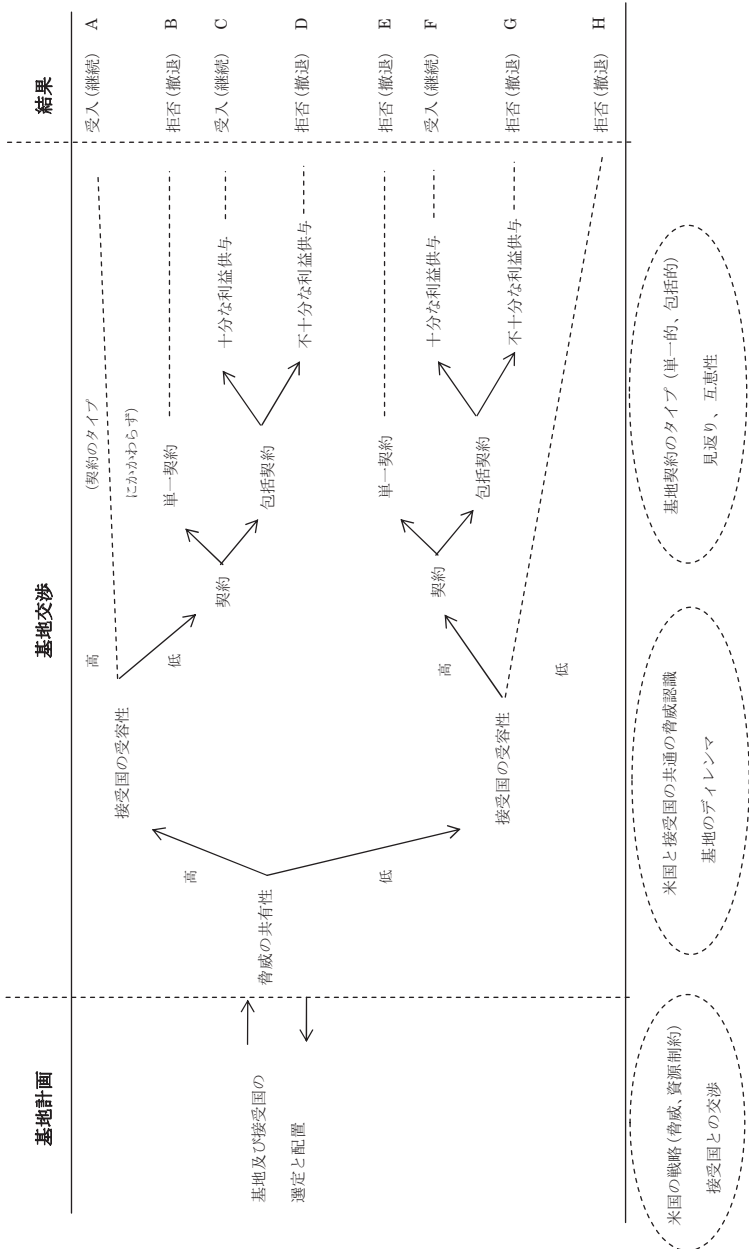 基地計画
基地交渉
結果
基地及び接受国の
選定と配置
脅威の共有性
高
低
接受国の受容性
高
低
(契約のタイプ
にかかわらず)
契約
単一契約
包括契約
十分な利益供与
不十分な利益供与
受入(継続) A
拒否(撤退) B
受入(継続) C
拒否(撤退) D
接受国の受容性
高
低
契約
単一契約
包括契約
十分な利益供与
不十分な利益供与
拒否(撤退) E
受入(継続) F
拒否(撤退) G
拒否(撤退) H
米国の戦略(脅威、資源制約)
接受国との交渉
米国と接受国の共通の脅威認識
基地のディレンマ
基地契約のタイプ(単一的、包括的)
見返り、互恵性